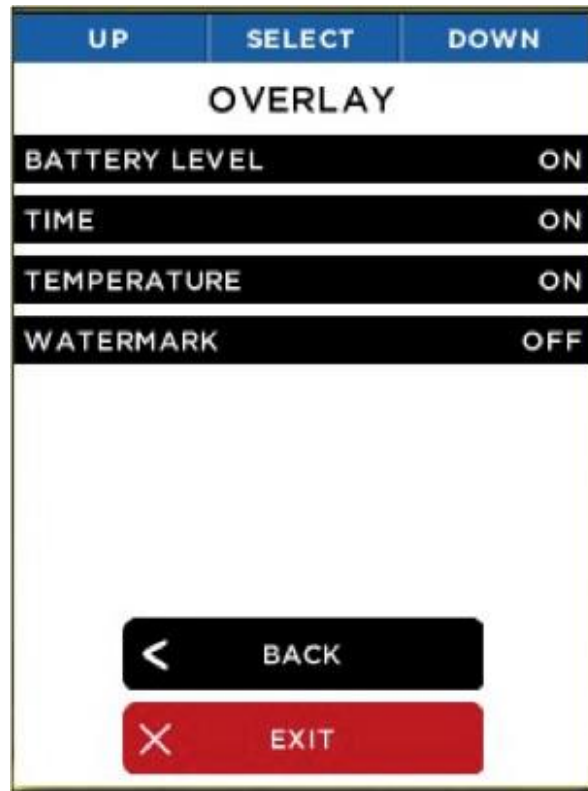 UP SELECT DOWN
OVERLAY
BATTERY LEVEL ON
TIME ON
TEMPERATURE ON
WATERMARK OFF
< BACK
X EXIT